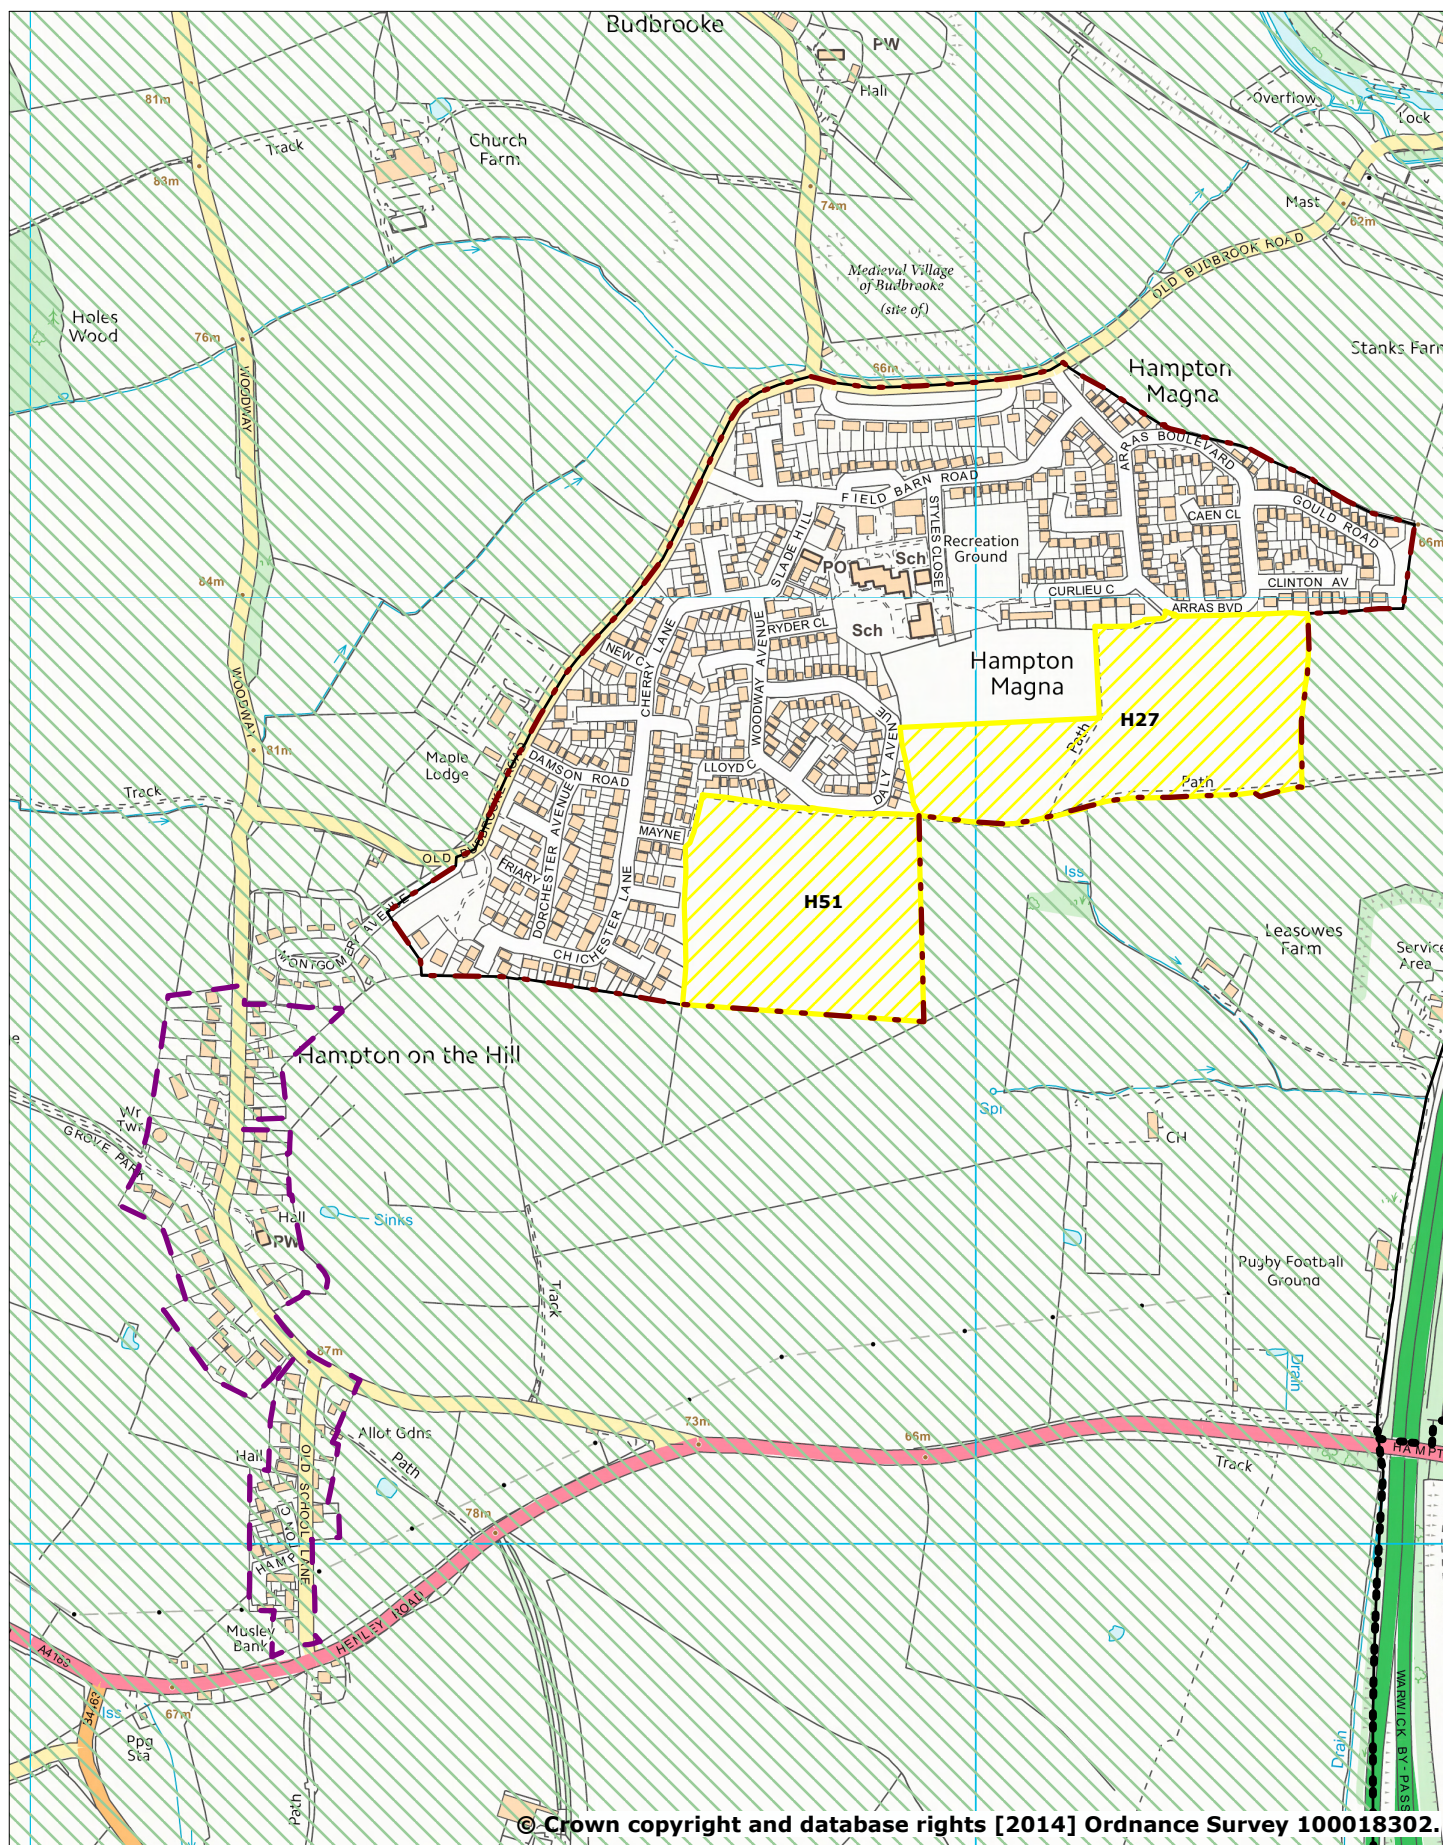 Budbrooke
PW
Hall
81m
Overflow
Lock
Track
Church
Farm
83m
Mast
74m
62m
OLD BUDBROOK ROAD
Medieval Village
of Budbrooke
(site of)
Holes
Wood
76m
Stanks Farm
66m
Hampton
Magna
WOODWAY
ARRAS BOULEVARD
FIELD BARN ROAD
STYLES CLOSE
GOULD ROAD
CAEN CL
SLADE HILL
Recreation
Ground
66m
PO
Sch
84m
CLINTON AV
CURLIEU C
ARRAS BVD
RYDER CL
Sch
NEW C
CHERRY LANE
WOODWAY AVENUE
Hampton
Magna
WOODWAY
H27
Path
81m
Maple
Lodge
DAMSON ROAD
LLOYD C
DALY AVENUE
Path
Track
OLD BUDBROOKE ROAD
MAYNE
FRIARY
DORCHESTER AVENUE
CHICHESTER LANE
H51
Iss
MONTGOMERY AVENUE
Leasowes
Farm
Service
Area
Hampton on the Hill
Spr
Wr
Twr
GROVE PARK
CH
Hall
Sinks
PW
Rugby Football
Ground
Track
87m
Drain
73m
66m
Allot Gdns
Hall
Path
HAMPT
Track
OLD SCHOOL LANE
78m
HAMPTON C
Musley
Bank
HENLEY ROAD
A4189
67m
Iss
Ppg
Sta
WARWICK BY-PASS
Drain
Path
© Crown copyright and database rights [2014] Ordnance Survey 100018302.